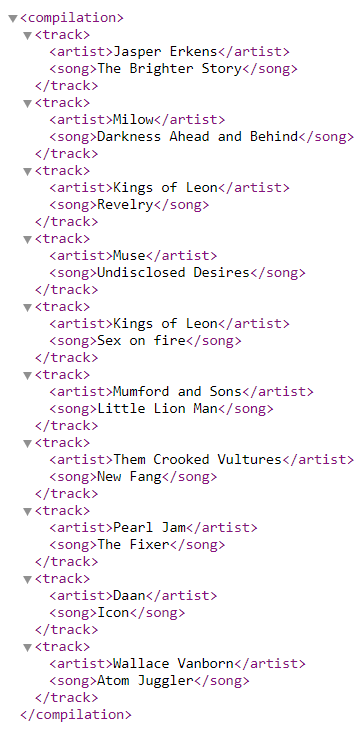 <compilation>
<track>
<artist>Jasper Erkens</artist>
<song>The Brighter Story</song>
</track>
<track>
<artist>Milow</artist>
<song>Darkness Ahead and Behind</song>
</track>
<track>
<artist>Kings of Leon</artist>
<song>Revelry</song>
</track>
<track>
<artist>Muse</artist>
<song>Undisclosed Desires</song>
</track>
<track>
<artist>Kings of Leon</artist>
<song>Sex on fire</song>
</track>
<track>
<artist>Mumford and Sons</artist>
<song>Little Lion Man</song>
</track>
<track>
<artist>Them Crooked Vultures</artist>
<song>New Fang</song>
</track>
<track>
<artist>Pearl Jam</artist>
<song>The Fixer</song>
</track>
<track>
<artist>Daan</artist>
<song>Icon</song>
</track>
<track>
<artist>Wallace Vanborn</artist>
<song>Atom Juggler</song>
</track>
</compilation>